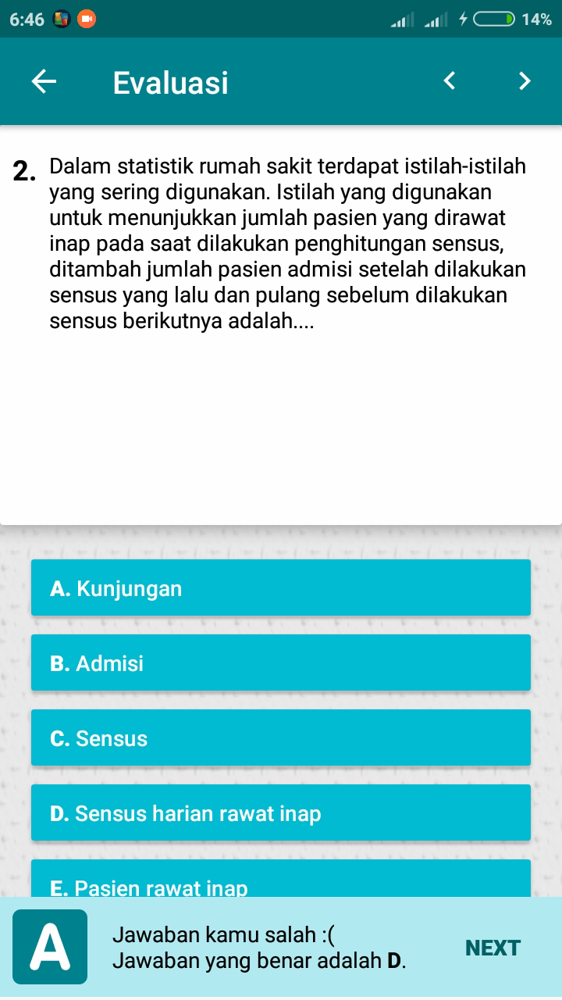 6:46
14%
Evaluasi
2. Dalam statistik rumah sakit terdapat istilah-istilah
yang sering digunakan. Istilah yang digunakan
untuk menunjukkan jumlah pasien yang dirawat
inap pada saat dilakukan penghitungan sensus,
ditambah jumlah pasien admisi setelah dilakukan
sensus yang lalu dan pulang sebelum dilakukan
sensus berikutnya adalah....
A. Kunjungan
B. Admisi
C. Sensus
D. Sensus harian rawat inap
E. Pasien rawat inap
A
Jawaban kamu salah :(
Jawaban yang benar adalah D.
NEXT